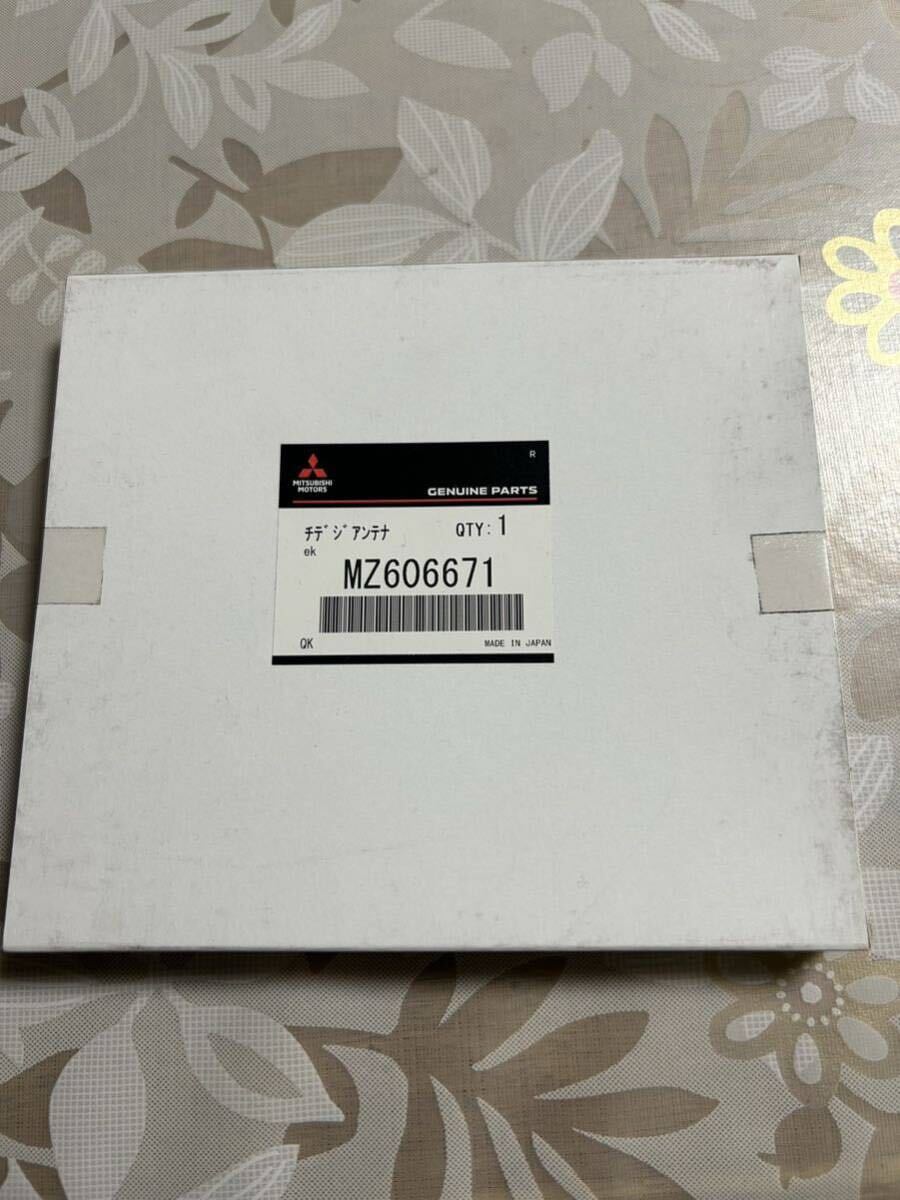 R
MITSUBISHI
MOTORS
GENUINE PARTS
ﾁﾃﾞｼﾞｱﾝﾃﾅ QTY: 1
ek
MZ606671
QK MADE IN JAPAN